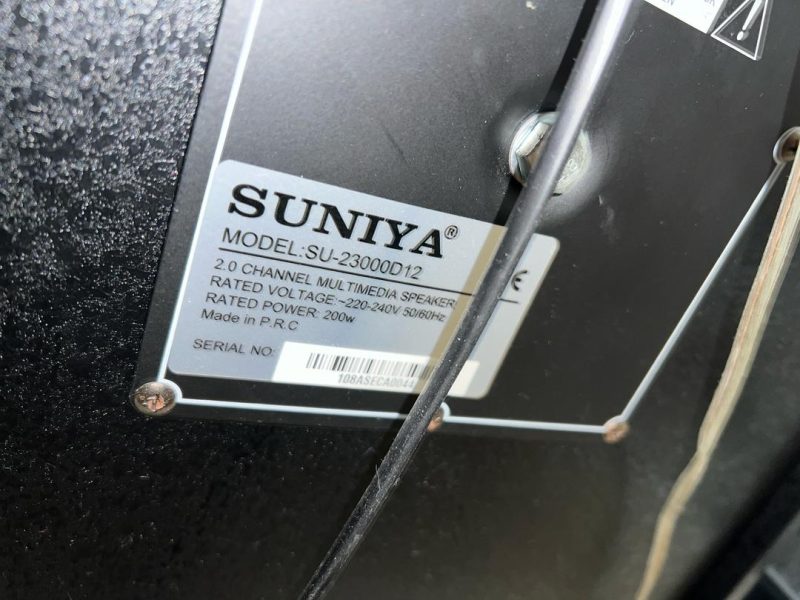 SUNIYA®
MODEL:SU-23000D12
2.0 CHANNEL MULTIMEDIA SPEAKER
RATED VOLTAGE:~220-240V 50/60Hz
RATED POWER: 200w
Made in P.R.C
SERIAL NO:
108ASECA0044